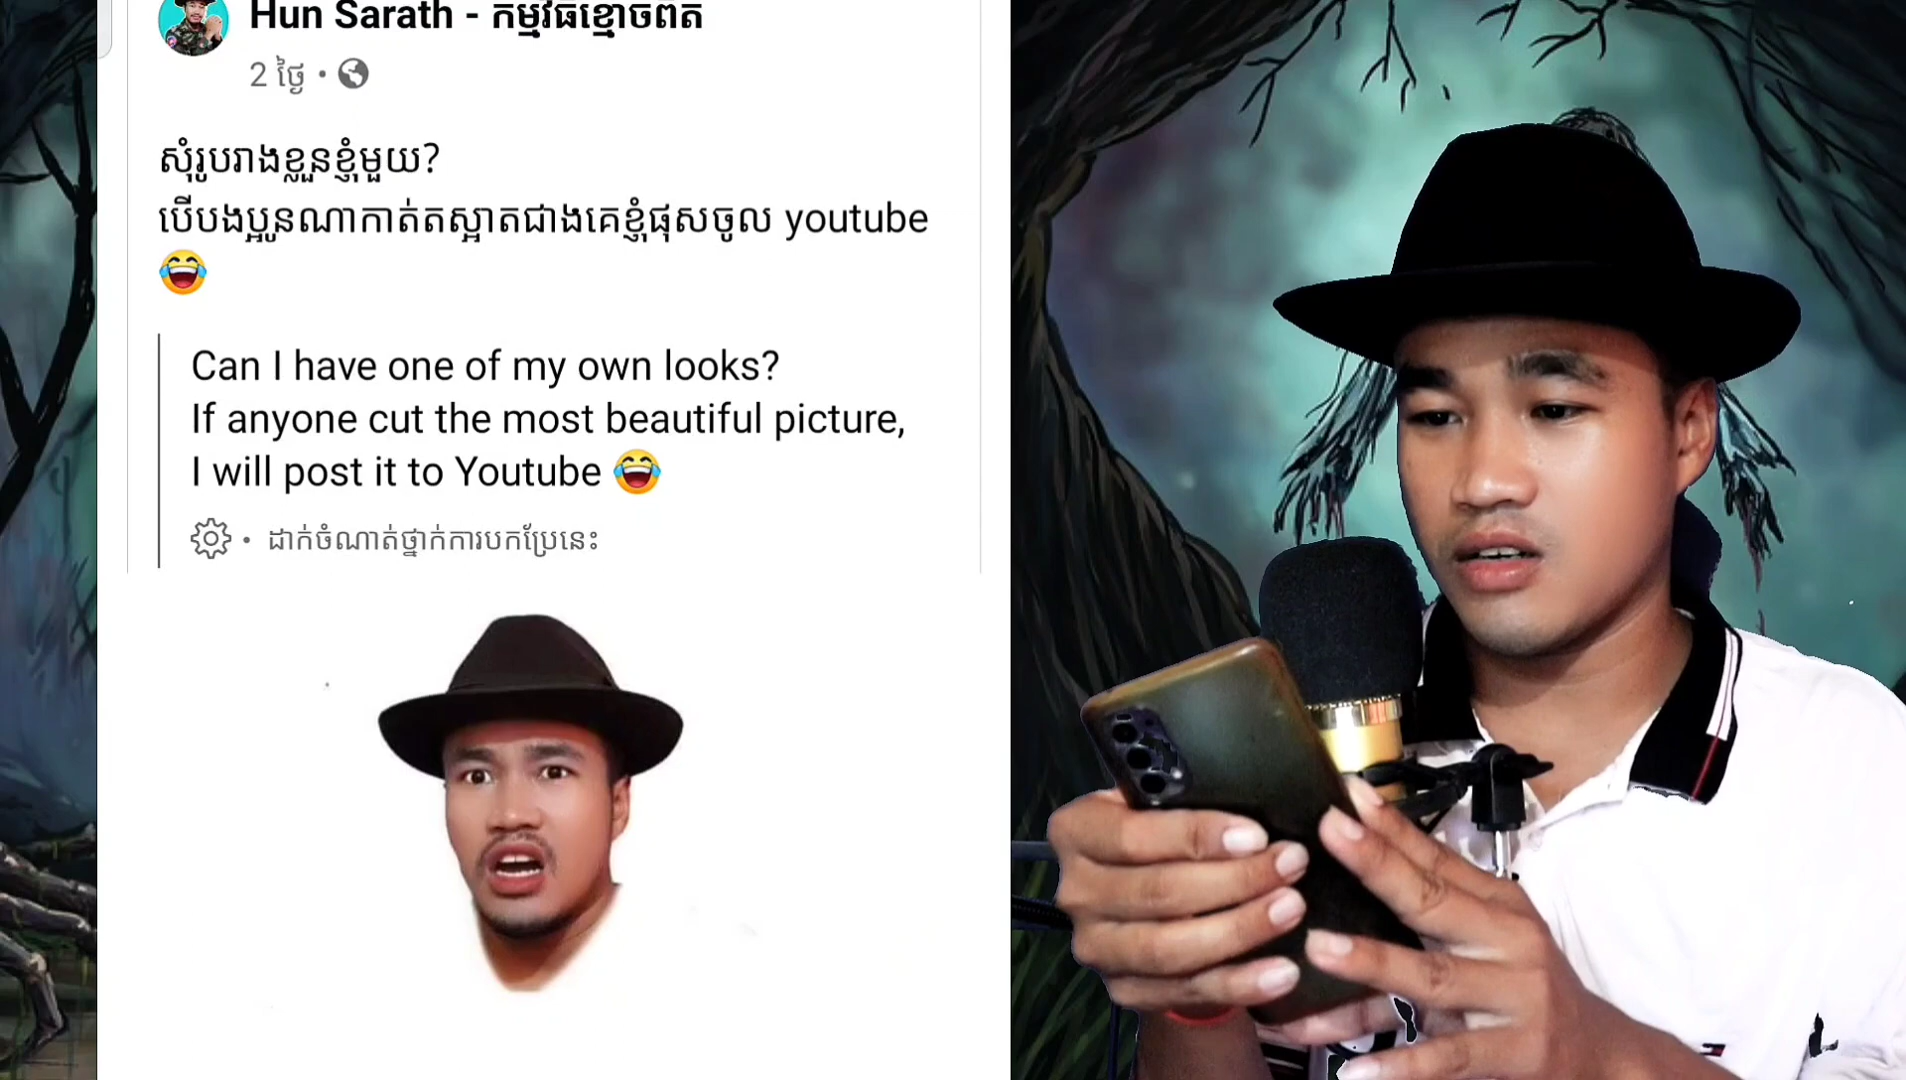 Hun Sarath - កម្មវិធីខ្មោចពិត
2 ថ្ងៃ
សុំរូបរាងខ្លួនខ្ញុំមួយ?
បើបងប្អូនណាកាត់តស្អាតជាងគេខ្ញុំផុសចូល youtube
😂
Can I have one of my own looks?
If anyone cut the most beautiful picture,
I will post it to Youtube 😂
ដាក់ចំណាត់ថ្នាក់ការបកប្រែនេះ